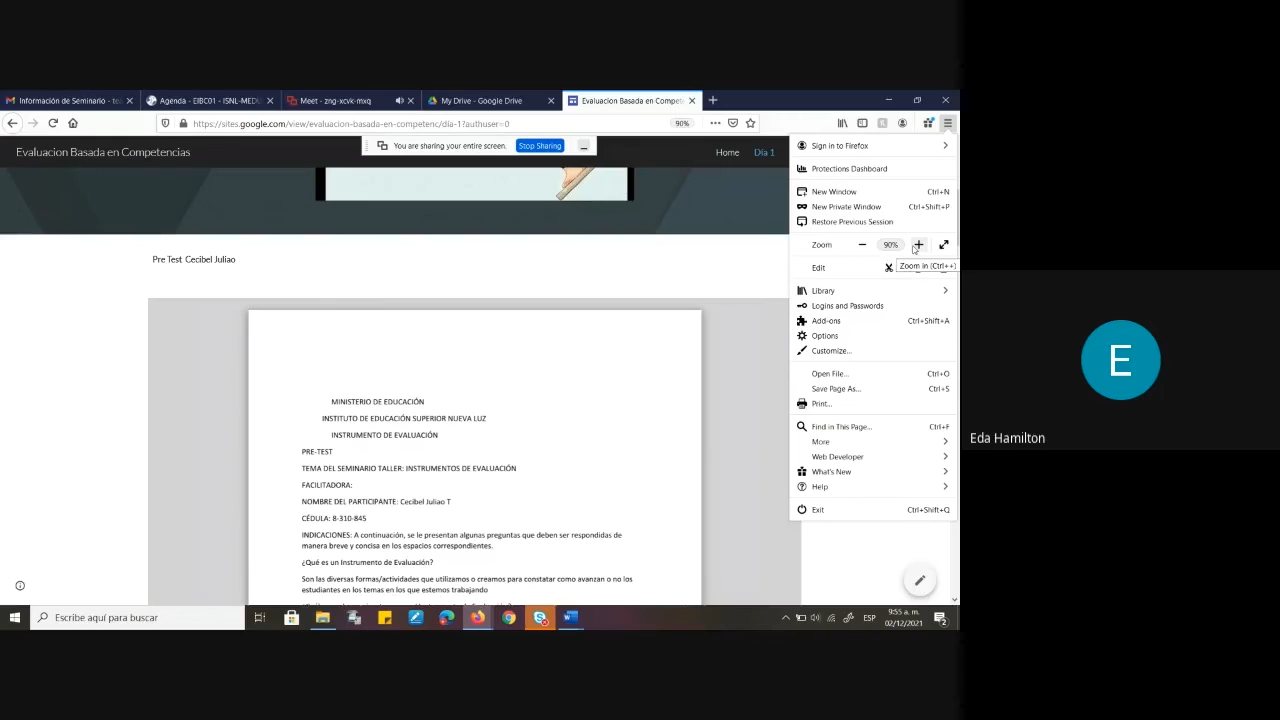 Información de Seminario - te
Agenda - EIBC01 - ISNL-MEDU
Meet - zng-xcvk-mxq
My Drive - Google Drive
Evaluacion Basada en Compete
https://sites.google.com/view/evaluacion-basada-en-competenc/día-1?authuser=0
90%
You are sharing your entire screen.
Stop Sharing
Evaluacion Basada en Competencias
Home
Día 1
Sign in to Firefox
Protections Dashboard
New Window Ctrl+N
New Private Window Ctrl+Shift+P
Restore Previous Session
Zoom 90%
Zoom in (Ctrl++)
Edit
Library
Logins and Passwords
Add-ons Ctrl+Shift+A
Options
Customize...
Open File... Ctrl+O
Save Page As... Ctrl+S
Print...
Find in This Page... Ctrl+F
More
Web Developer
What's New
Help
Exit Ctrl+Shift+Q
Pre Test Cecibel Juliao
MINISTERIO DE EDUCACIÓN
INSTITUTO DE EDUCACIÓN SUPERIOR NUEVA LUZ
INSTRUMENTO DE EVALUACIÓN
PRE-TEST
TEMA DEL SEMINARIO TALLER: INSTRUMENTOS DE EVALUACIÓN
FACILITADORA:
NOMBRE DEL PARTICIPANTE: Cecibel Juliao T
CÉDULA: 8-310-845
INDICACIONES: A continuación, se le presentan algunas preguntas que deben ser respondidas de
manera breve y concisa en los espacios correspondientes.
¿Qué es un Instrumento de Evaluación?
Son las diversas formas/actividades que utilizamos o creamos para constatar como avanzan o no los
estudiantes en los temas en los que estemos trabajando
E
Eda Hamilton
Escribe aquí para buscar
ESP
9:55 a. m.
02/12/2021
2